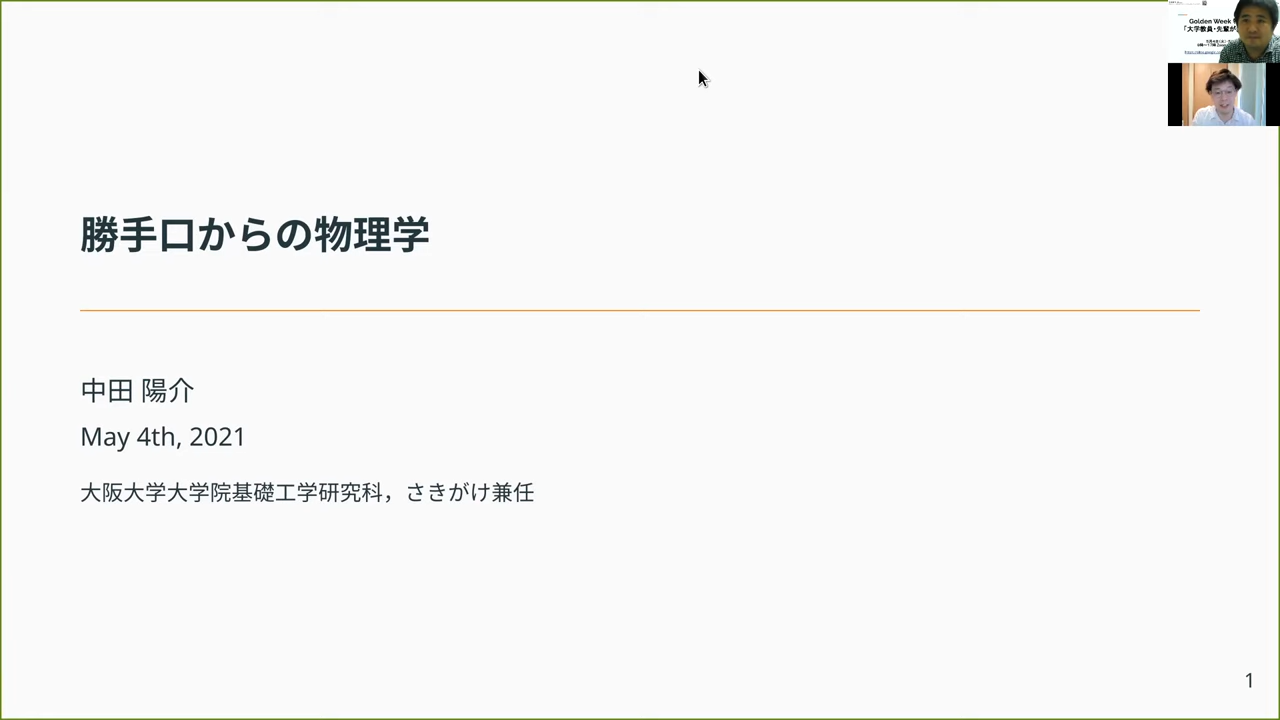 Golden Week
「大学教員・先輩が
勝手口からの物理学
中田 陽介
May 4th, 2021
大阪大学大学院基礎工学研究科，さきがけ兼任
1